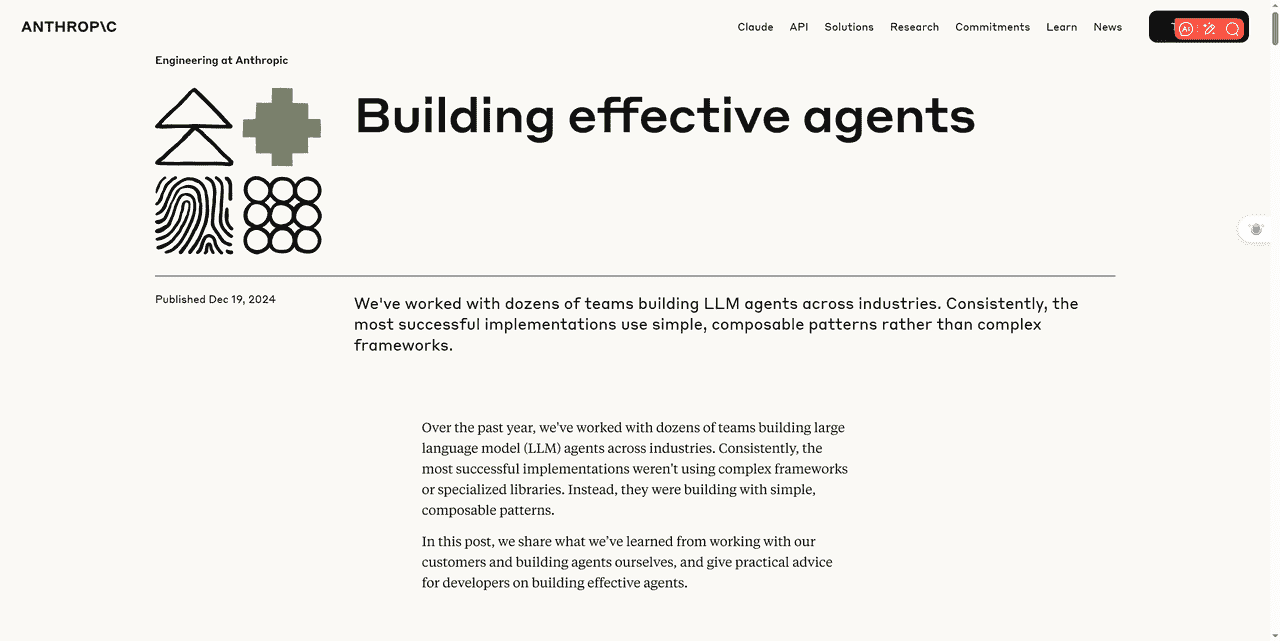 ANTHROP\C
Claude API Solutions Research Commitments Learn News
Engineering at Anthropic
Building effective agents
Published Dec 19, 2024
We've worked with dozens of teams building LLM agents across industries. Consistently, the
most successful implementations use simple, composable patterns rather than complex
frameworks.
Over the past year, we've worked with dozens of teams building large
language model (LLM) agents across industries. Consistently, the
most successful implementations weren't using complex frameworks
or specialized libraries. Instead, they were building with simple,
composable patterns.
In this post, we share what we've learned from working with our
customers and building agents ourselves, and give practical advice
for developers on building effective agents.